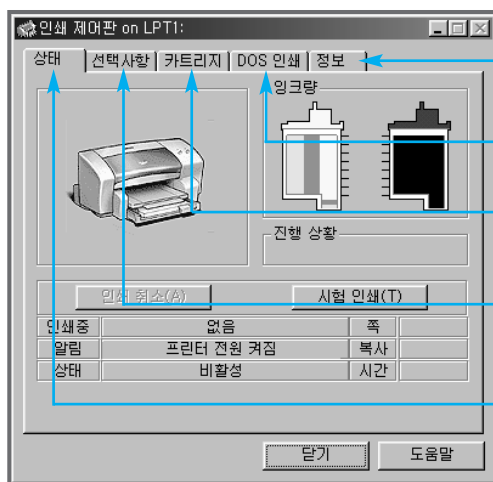 인쇄 제어판 on LPT1:
상태 선택사항 카트리지 DOS 인쇄 정보
잉크량
진행 상황
인쇄 취소(A) 시험 인쇄(T)
인쇄중 없음 쪽
알림 프린터 전원 켜짐 복사
상태 비활성 시간
닫기 도움말